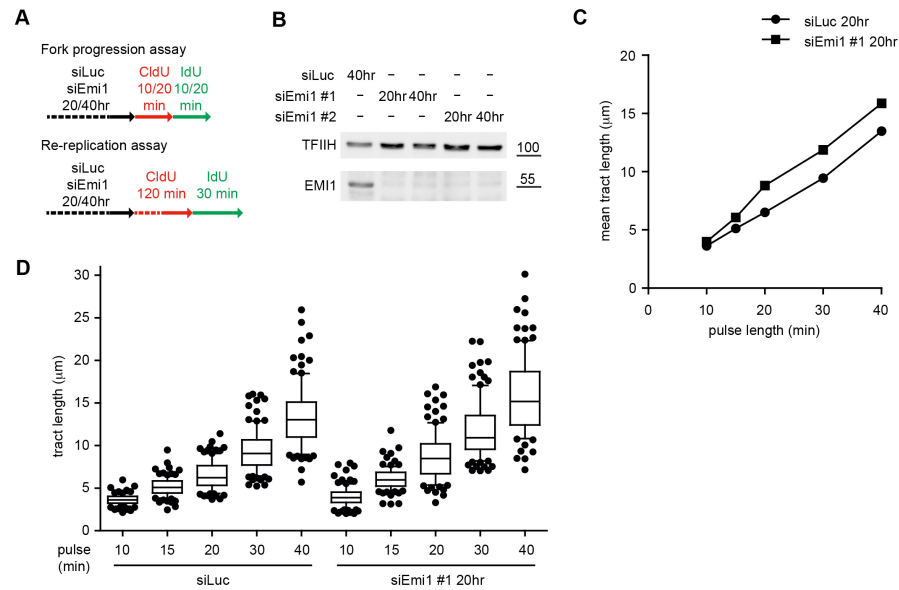 A
Fork progression assay
siLuc CldU IdU
siEmi1 10/20 10/20
20/40hr min min
Re-replication assay
siLuc CldU IdU
siEmi1 120 min 30 min
20/40hr
B
siLuc 40hr – – – –
siEmi1 #1 – 20hr 40hr – –
siEmi1 #2 – – – 20hr 40hr
TFIIH 100
EMI1 55
C
siLuc 20hr
siEmi1 #1 20hr
mean tract length (μm)
20
15
10
5
0
0 10 20 30 40
pulse length (min)
D
tract length (μm)
30
25
20
15
10
5
0
pulse (min) 10 15 20 30 40 10 15 20 30 40
siLuc siEmi1 #1 20hr